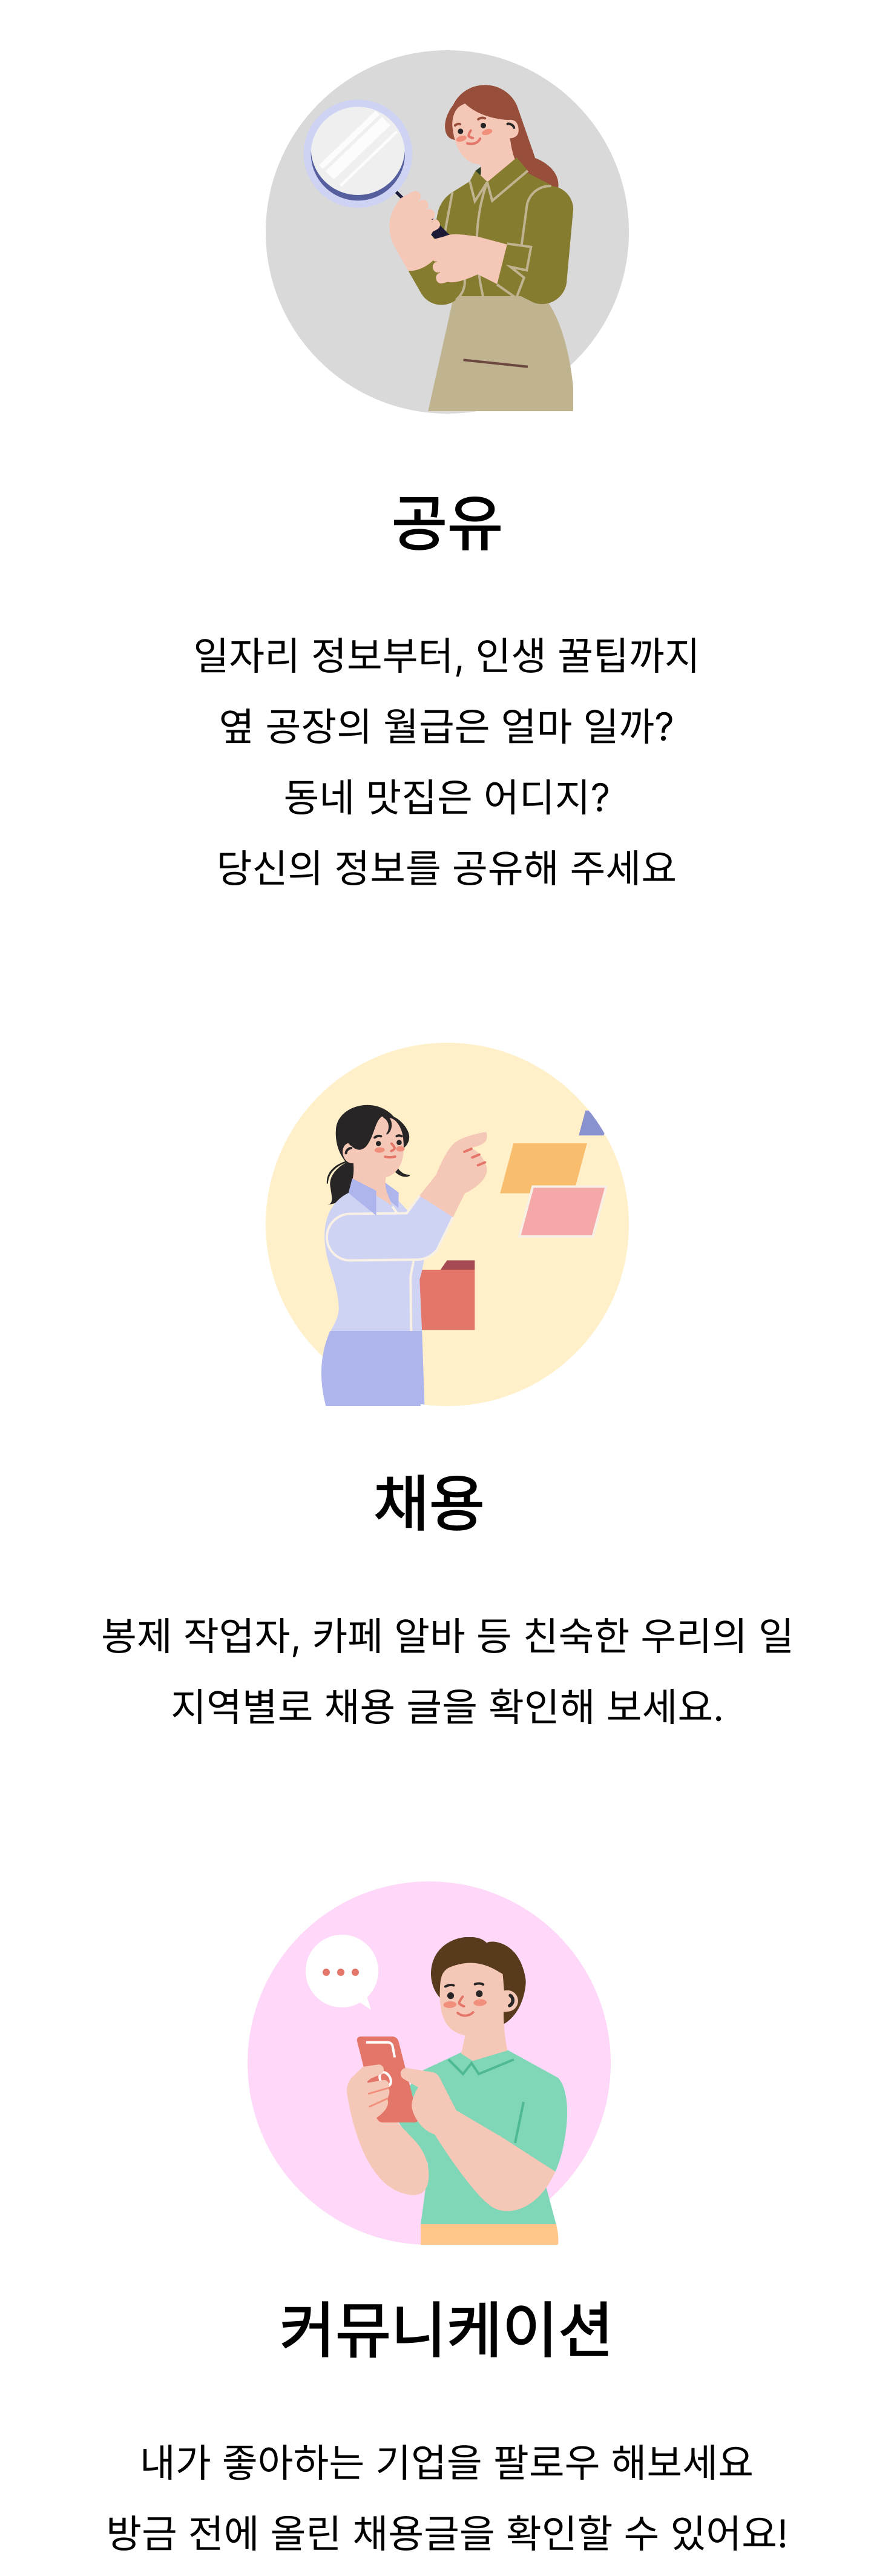 공유
일자리 정보부터, 인생 꿀팁까지
옆 공장의 월급은 얼마 일까?
동네 맛집은 어디지?
당신의 정보를 공유해 주세요
채용
봉제 작업자, 카페 알바 등 친숙한 우리의 일
지역별로 채용 글을 확인해 보세요.
커뮤니케이션
내가 좋아하는 기업을 팔로우 해보세요
방금 전에 올린 채용글을 확인할 수 있어요!